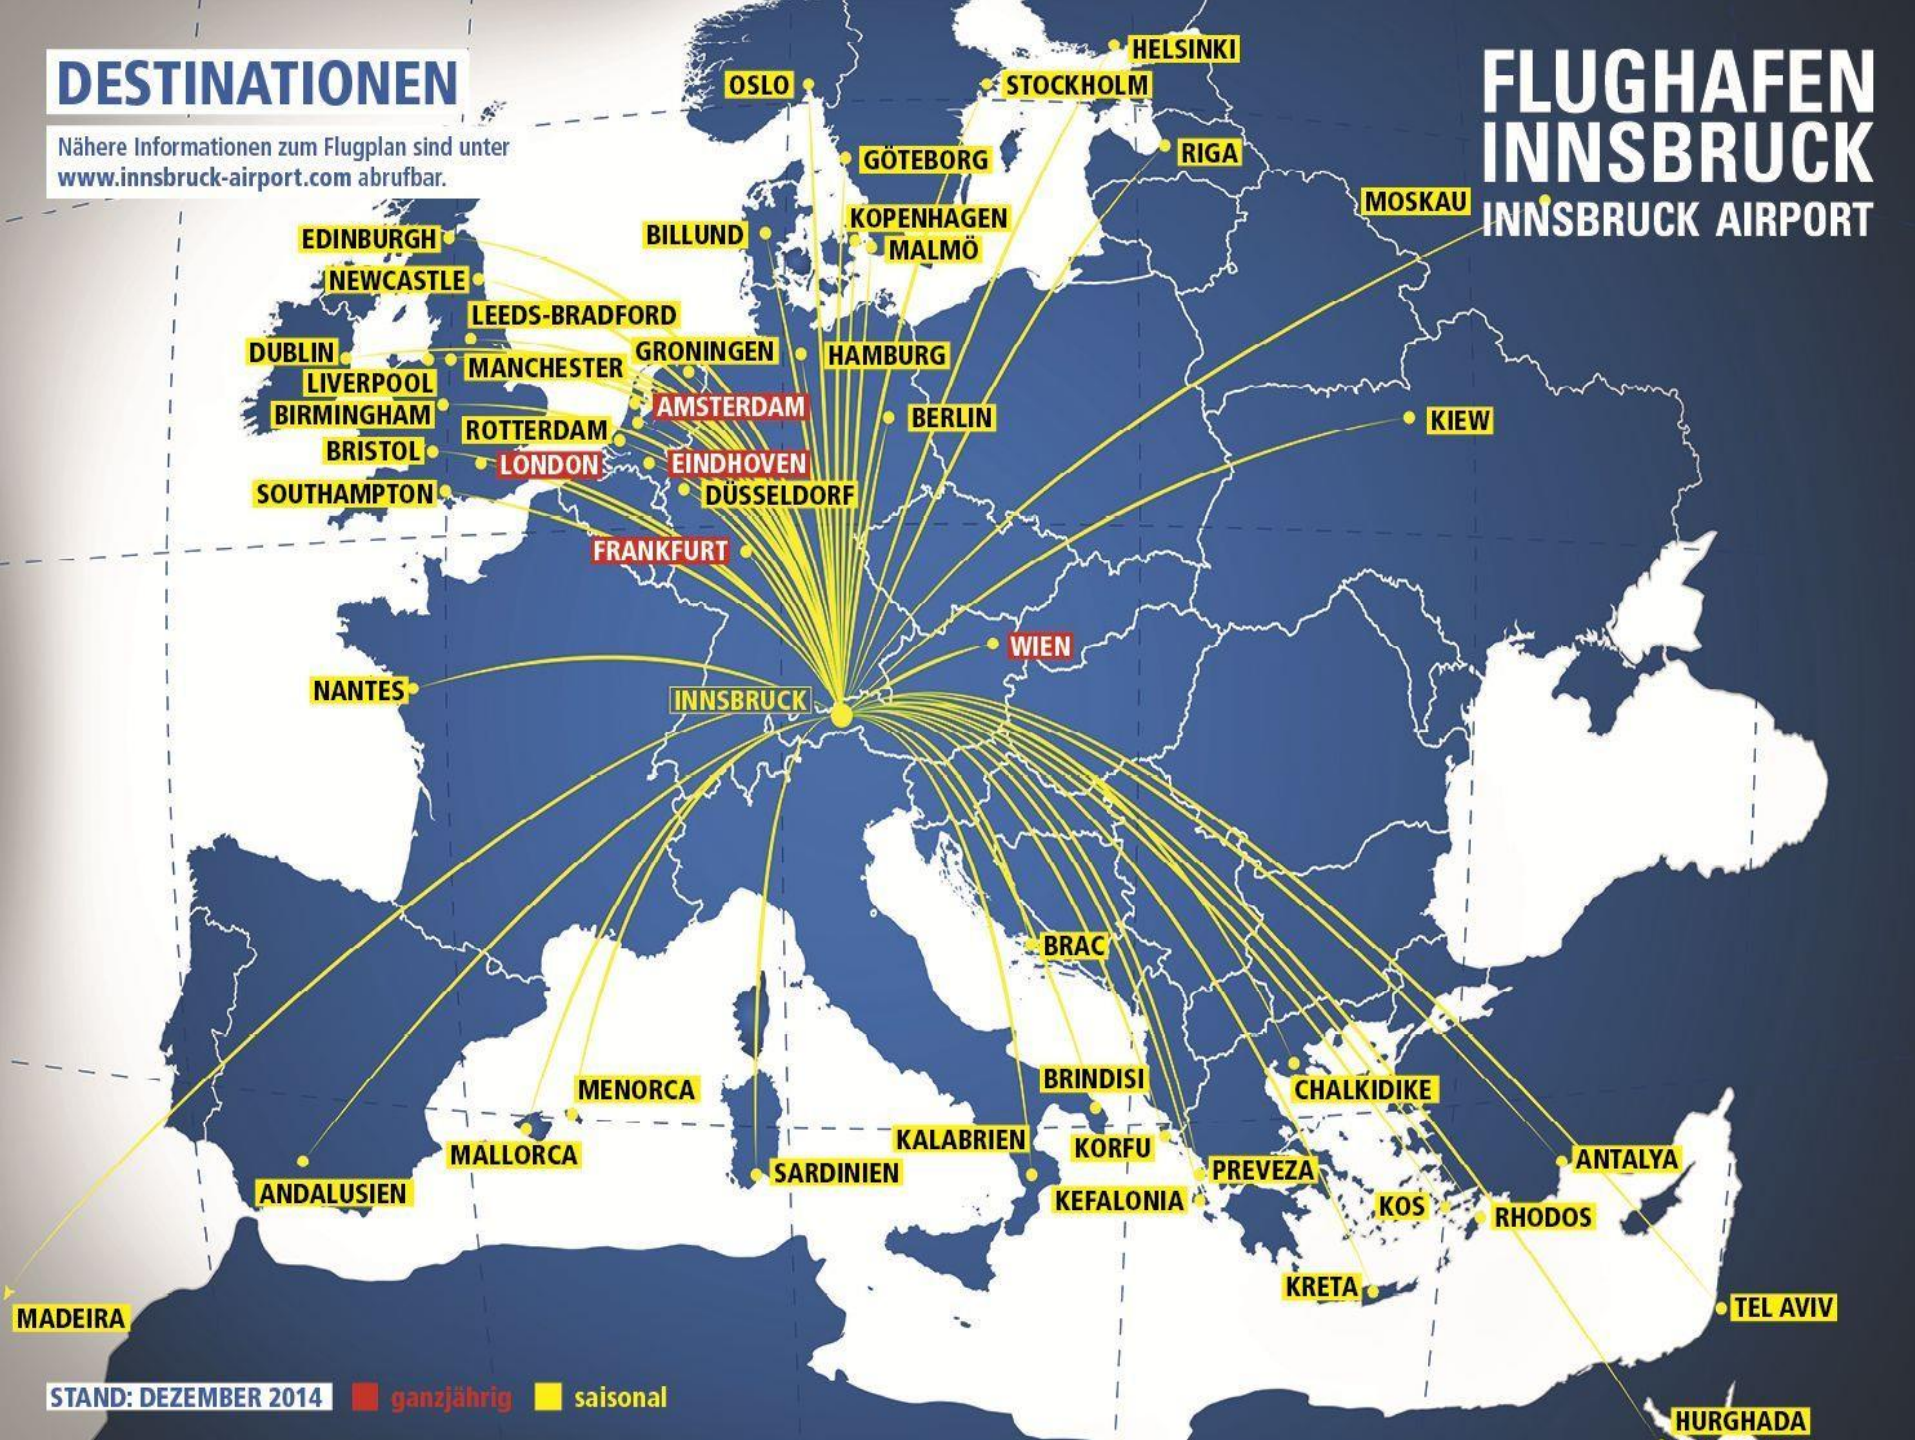 DESTINATIONEN
Nähere Informationen zum Flugplan sind unter
www.innsbruck-airport.com abrufbar.
FLUGHAFEN
INNSBRUCK
INNSBRUCK AIRPORT
HELSINKI
OSLO
STOCKHOLM
GÖTEBORG
RIGA
MOSKAU
KOPENHAGEN
BILLUND
MALMÖ
EDINBURGH
NEWCASTLE
LEEDS-BRADFORD
DUBLIN
GRONINGEN
HAMBURG
MANCHESTER
LIVERPOOL
AMSTERDAM
BIRMINGHAM
BERLIN
KIEW
ROTTERDAM
BRISTOL
LONDON
EINDHOVEN
SOUTHAMPTON
DÜSSELDORF
FRANKFURT
WIEN
NANTES
INNSBRUCK
BRAC
BRINDISI
MENORCA
CHALKIDIKE
KALABRIEN
KORFU
MALLORCA
ANTALYA
SARDINIEN
PREVEZA
ANDALUSIEN
KEFALONIA
KOS
RHODOS
KRETA
TEL AVIV
MADEIRA
STAND: DEZEMBER 2014
ganzjährig
saisonal
HURGHADA